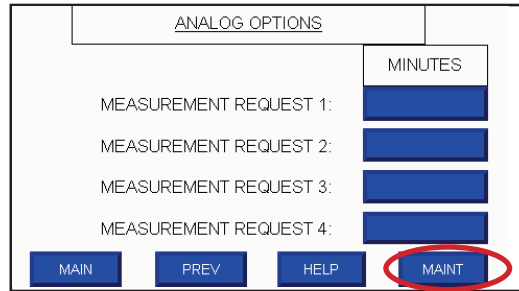 ANALOG OPTIONS
MINUTES
MEASUREMENT REQUEST 1:
MEASUREMENT REQUEST 2:
MEASUREMENT REQUEST 3:
MEASUREMENT REQUEST 4:
MAIN PREV HELP MAINT